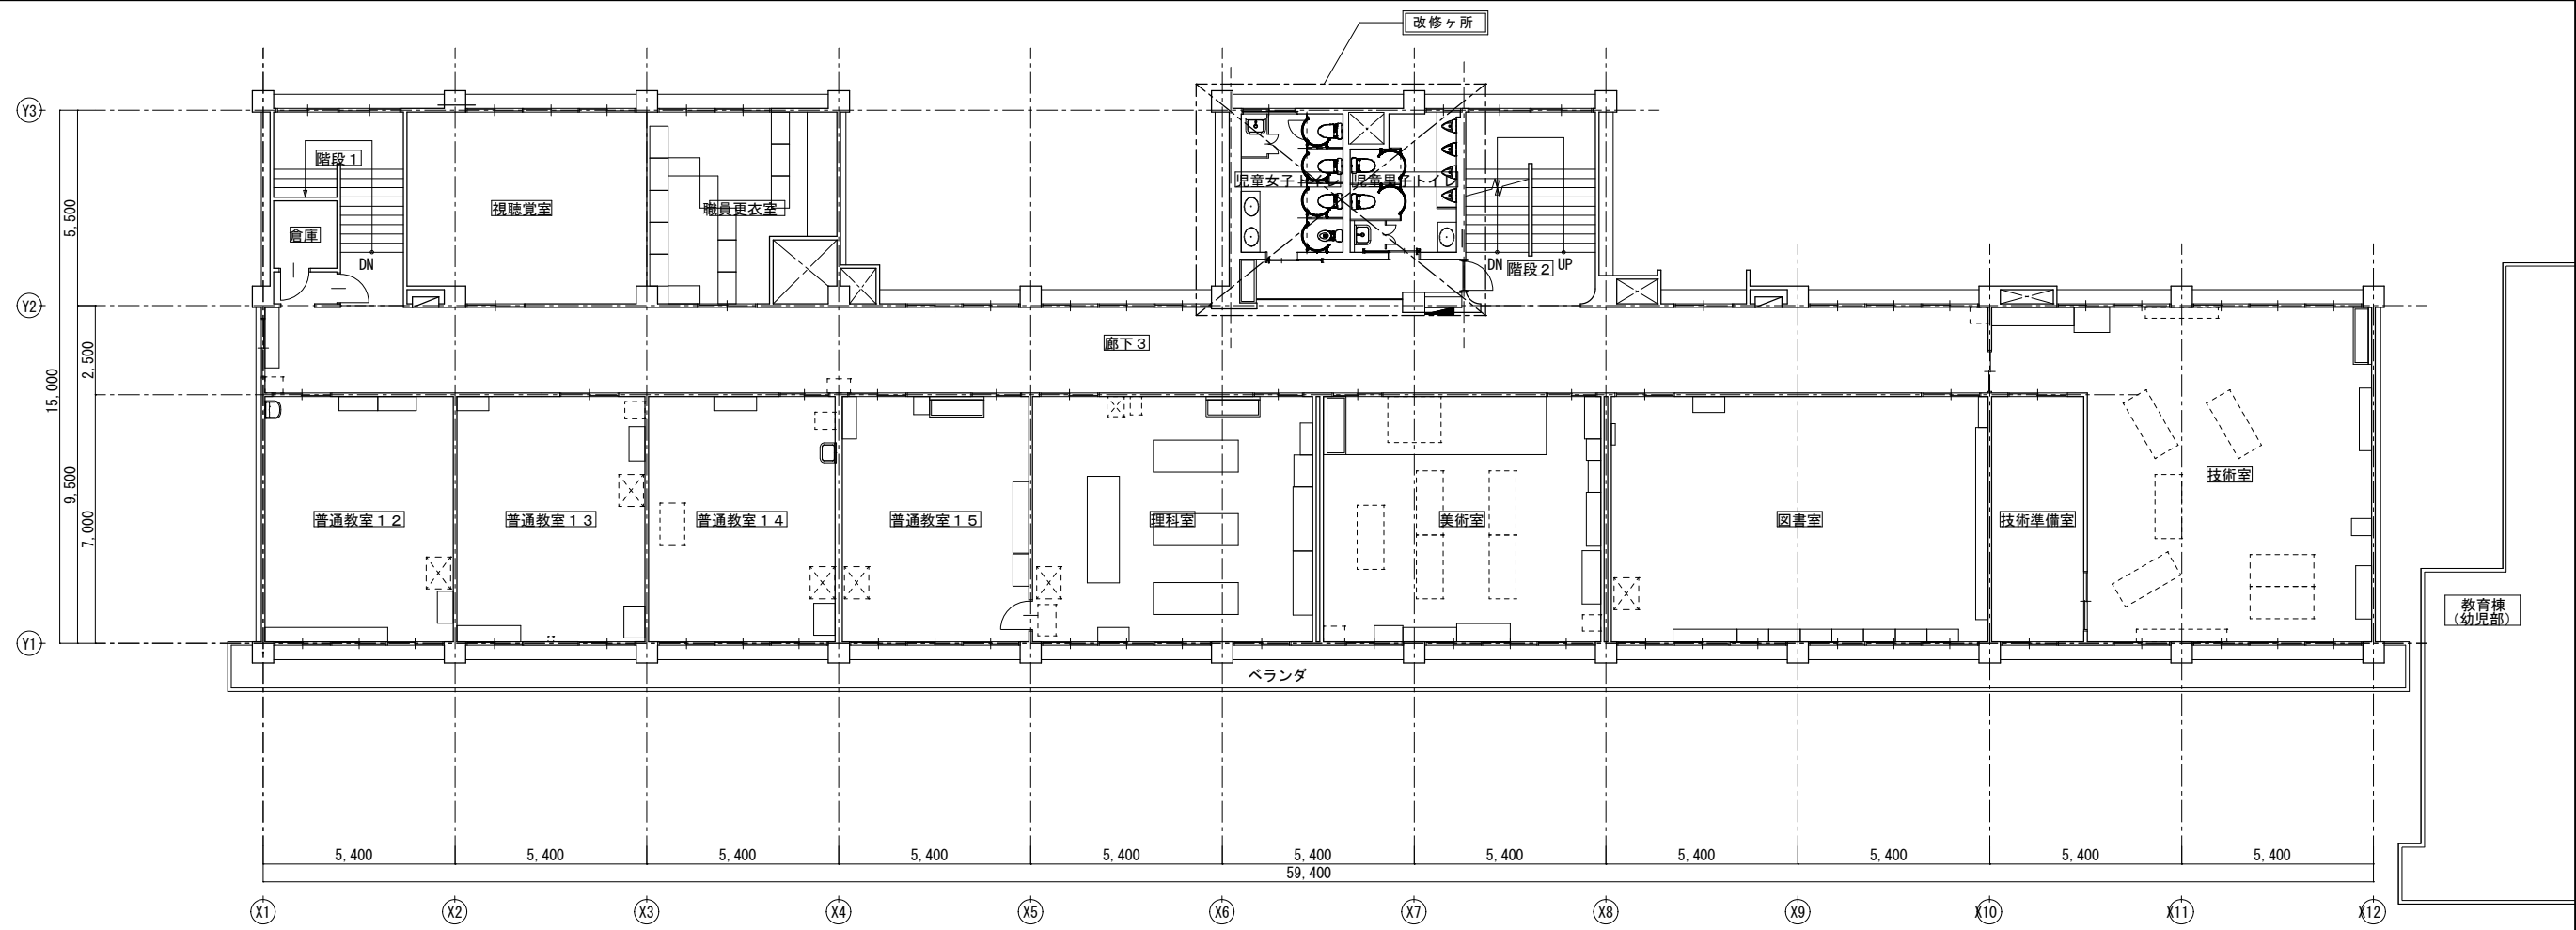 改修ヶ所
Y3
階段1
児童女子トイレ
児童男子トイ
視聴覚室
職員更衣室
倉庫
DN
DN
階段2
UP
5,500
Y2
廊下3
2,500
15,000
技術室
9,500
7,000
普通教室12
普通教室13
普通教室14
普通教室15
理科室
美術室
図書室
技術準備室
教育棟
(幼児部)
Y1
ベランダ
5,400
5,400
5,400
5,400
5,400
5,400
5,400
5,400
5,400
5,400
5,400
59,400
X1
X2
X3
X4
X5
X6
X7
X8
X9
X10
X11
X12